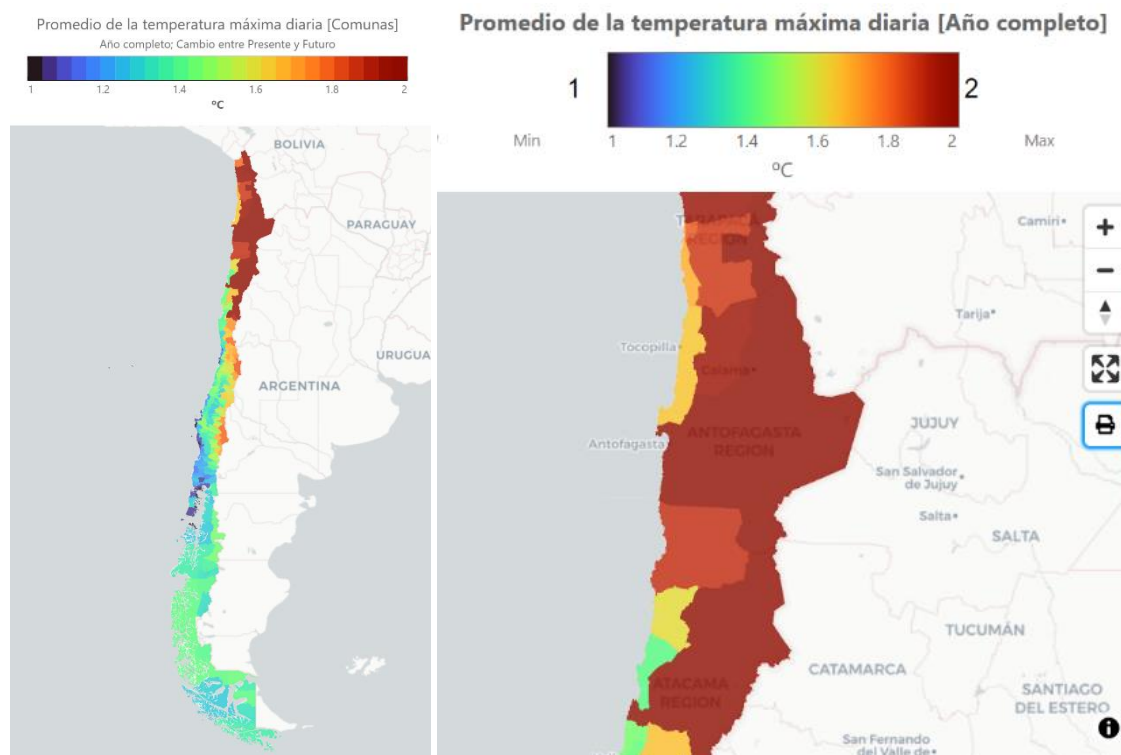 Promedio de la temperatura máxima diaria [Comunas]
Año completo; Cambio entre Presente y Futuro
1 1.2 1.4 1.6 1.8 2
ºC
BOLIVIA
PARAGUAY
URUGUA
ARGENTINA
Promedio de la temperatura máxima diaria [Año completo]
1 2
Min 1 1.2 1.4 1.6 1.8 2 Max
ºC
TARAPACÁ
REGION
Camiri
Tarija
Tocopilla
Calama
Antofagasta
ANTOFAGASTA
REGION
JUJUY
San Salvador
de Jujuy
Salta
SALTA
TUCUMÁN
CATAMARCA
ATACAMA
REGION
SANTIAGO
DEL ESTERO
San Fernando
del Valle de